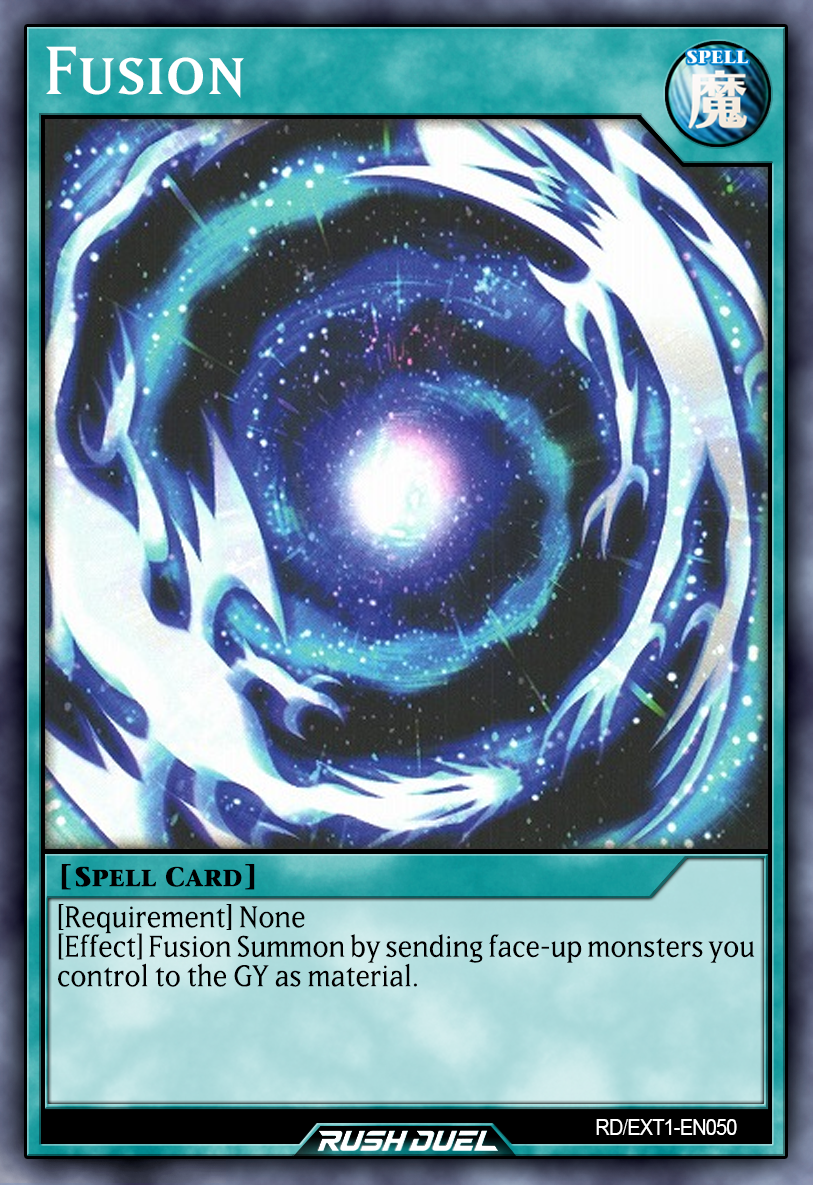 Fusion
SPELL
魔
[Spell Card]
[Requirement] None
[Effect] Fusion Summon by sending face-up monsters you
control to the GY as material.
RD/EXT1-EN050
RUSH DUEL